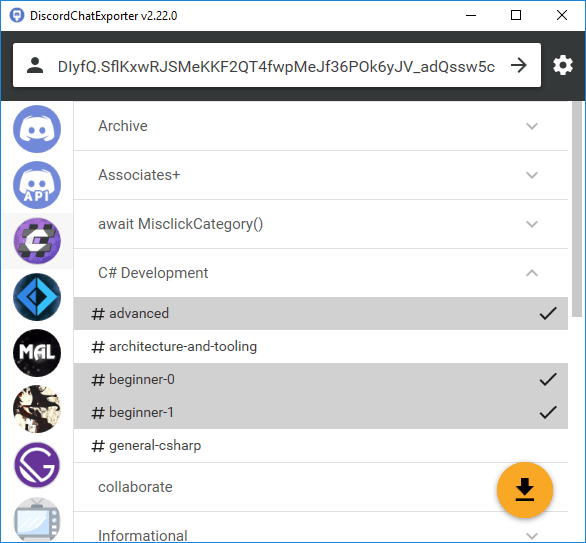 DiscordChatExporter v2.22.0
DIyfQ.SflKxwRJSMeKKF2QT4fwpMeJf36POk6yJV_adQssw5c
Archive
API
Associates+
await MisclickCategory()
C# Development
# advanced
MAL
# architecture-and-tooling
# beginner-0
# beginner-1
# general-csharp
collaborate
Informational